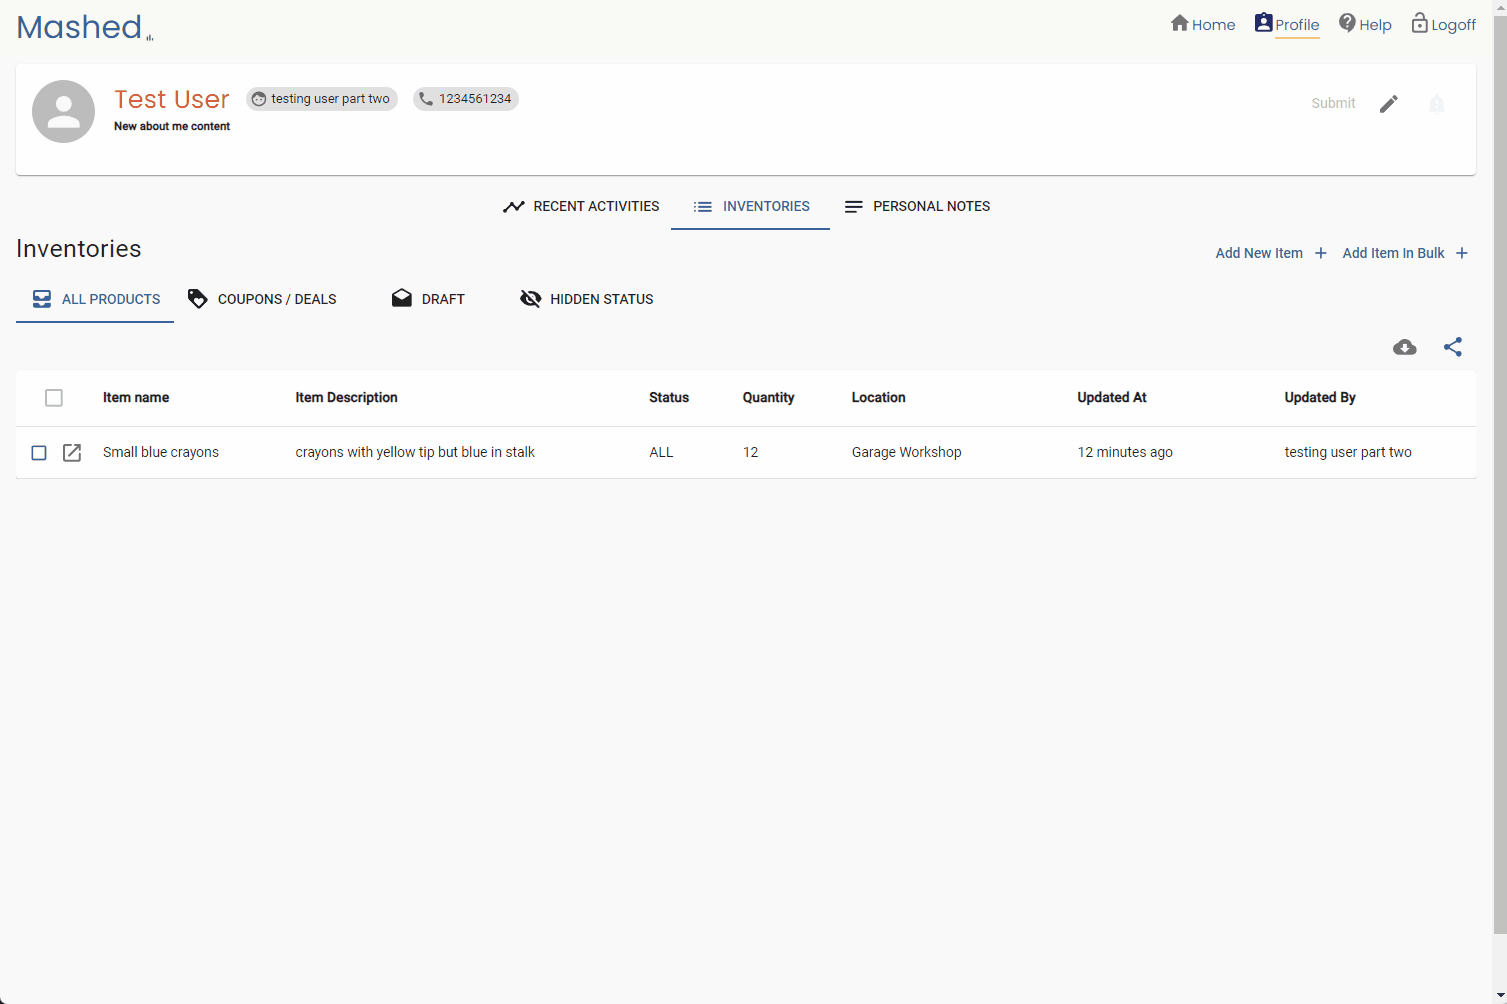 Mashed
Home Profile Help Logoff
Test User testing user part two 1234561234
New about me content
Submit
RECENT ACTIVITIES INVENTORIES PERSONAL NOTES
Inventories
Add New Item + Add Item In Bulk +
ALL PRODUCTS COUPONS / DEALS DRAFT HIDDEN STATUS
Item name Item Description Status Quantity Location Updated At Updated By
Small blue crayons crayons with yellow tip but blue in stalk ALL 12 Garage Workshop 12 minutes ago testing user part two